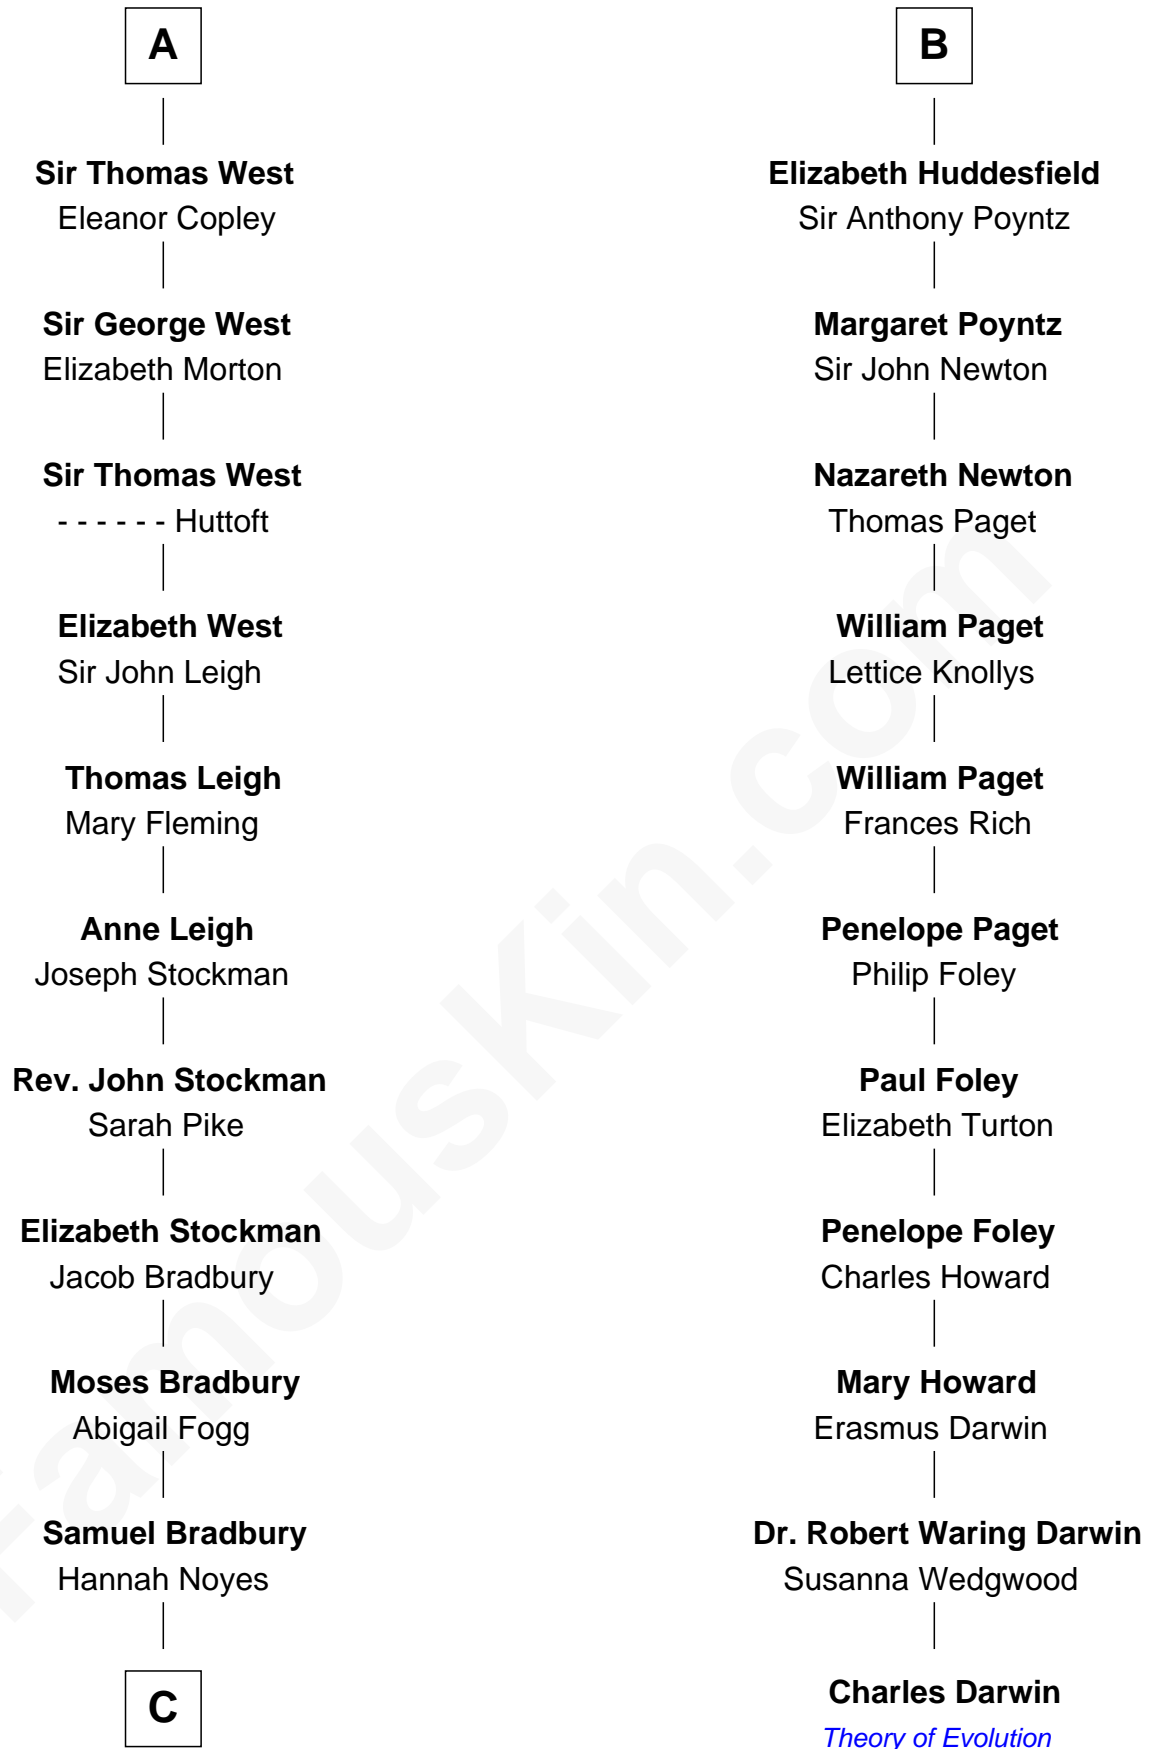 A
Sir Thomas West
Eleanor Copley
Sir George West
Elizabeth Morton
Sir Thomas West
- - - - - - Huttoft
Elizabeth West
Sir John Leigh
Thomas Leigh
Mary Fleming
Anne Leigh
Joseph Stockman
Rev. John Stockman
Sarah Pike
Elizabeth Stockman
Jacob Bradbury
Moses Bradbury
Abigail Fogg
Samuel Bradbury
Hannah Noyes
C
B
Elizabeth Huddesfield
Sir Anthony Poyntz
Margaret Poyntz
Sir John Newton
Nazareth Newton
Thomas Paget
William Paget
Lettice Knollys
William Paget
Frances Rich
Penelope Paget
Philip Foley
Paul Foley
Elizabeth Turton
Penelope Foley
Charles Howard
Mary Howard
Erasmus Darwin
Dr. Robert Waring Darwin
Susanna Wedgwood
Charles Darwin
Theory of Evolution
FamousKin.com